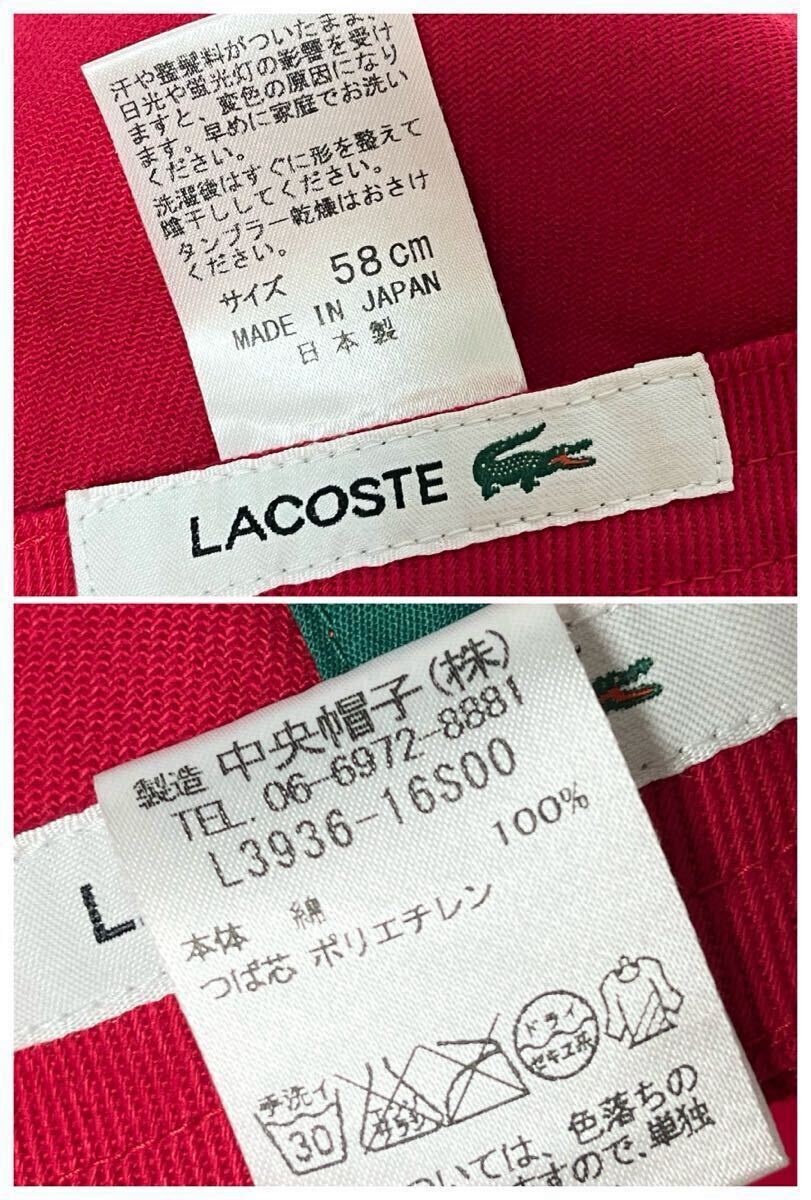 汗や整髪料がついたまま、
日光や蛍光灯の影響を受け
ますと、変色の原因になり
ます。早めに家庭でお洗い
ください。
洗濯後はすぐに形を整えて
陰干ししてください。
タンブラー乾燥はおさけ
ください。
サイズ 58cm
MADE IN JAPAN
日本製
LACOSTE
製造 中央帽子(株)
TEL. 06-6972-8881
L3936-16S00
本体 綿 100%
つば芯 ポリエチレン
手洗イ
30
エンソ
サラシ
ドライ
セキユ系
ついては、色落ちの
ますので、単独
L